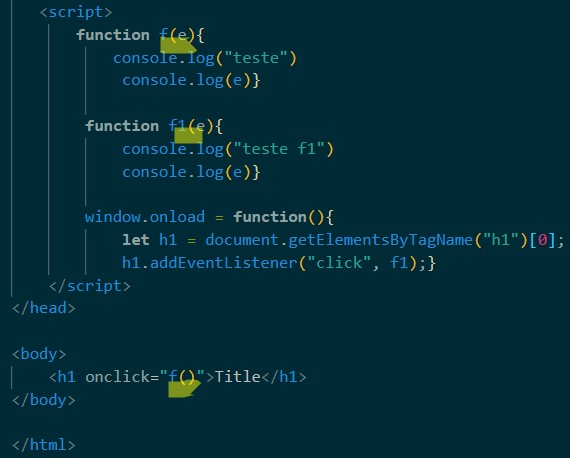 <script>
function f(e){
console.log("teste")
console.log(e)}
function f1(e){
console.log("teste f1")
console.log(e)}
window.onload = function(){
let h1 = document.getElementsByTagName("h1")[0];
h1.addEventListener("click", f1);}
</script>
</head>
<body>
<h1 onclick="f()">Title</h1>
</body>
</html>